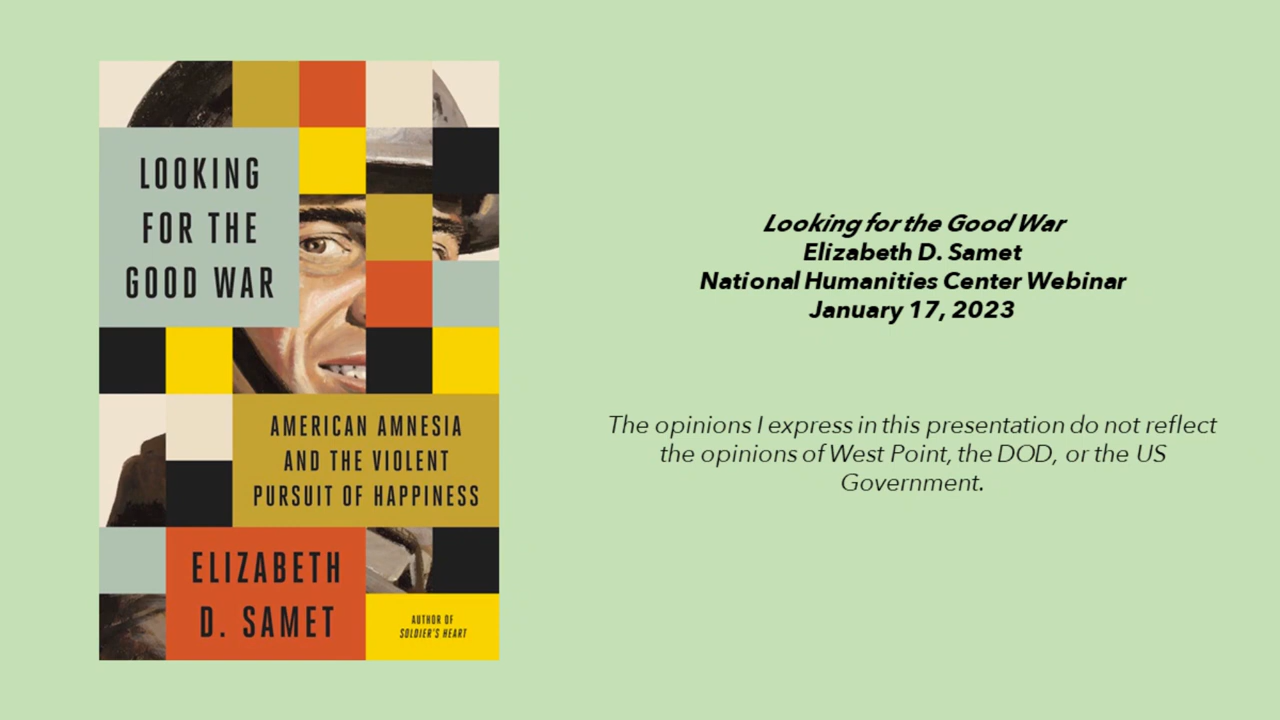 LOOKING
FOR THE
GOOD WAR
AMERICAN AMNESIA
AND THE VIOLENT
PURSUIT OF HAPPINESS
ELIZABETH
D. SAMET
AUTHOR OF
SOLDIER'S HEART
Looking for the Good War
Elizabeth D. Samet
National Humanities Center Webinar
January 17, 2023
The opinions I express in this presentation do not reflect
the opinions of West Point, the DOD, or the US
Government.